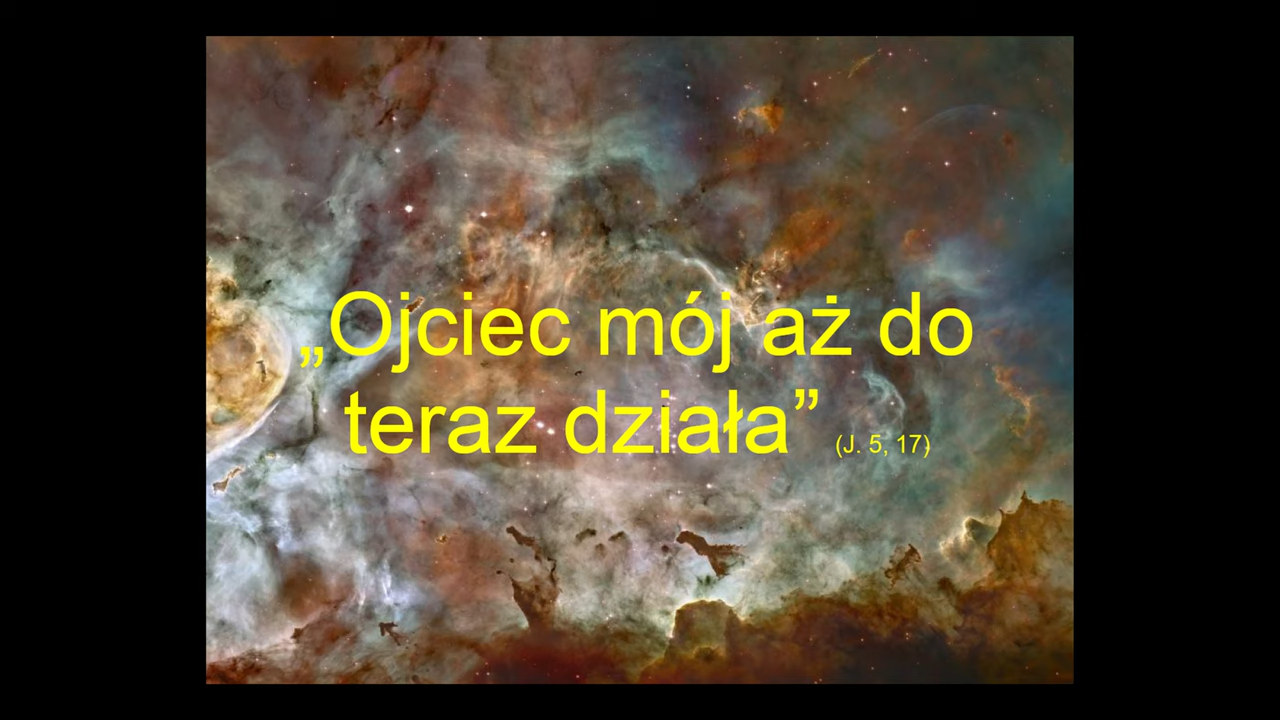 „Ojciec mój aż do
teraz działa” (J. 5, 17)